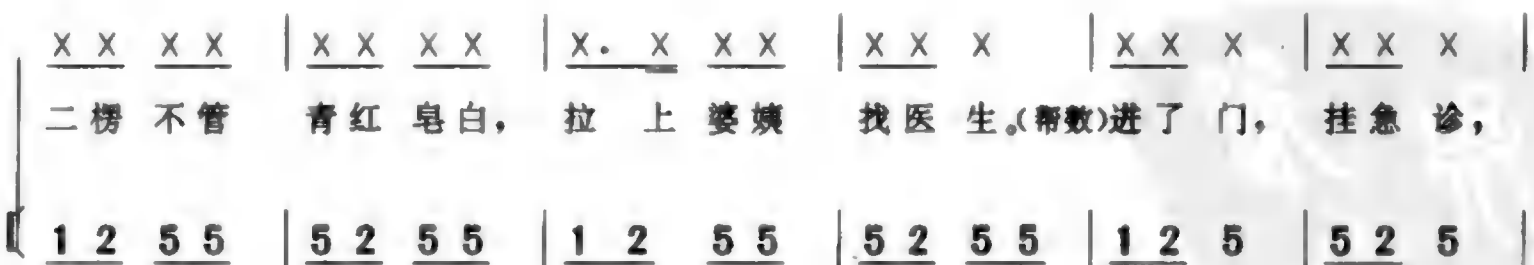 X X X X | X X X X | X. X X X | X X X | X X X | X X X |
二楞不管 青红皂白，拉上婆姨 找医生。(帮数)进了门，挂急诊，
1 2 5 5 | 5 2 5 5 | 1 2 5 5 | 5 2 5 5 | 1 2 5 | 5 2 5 |